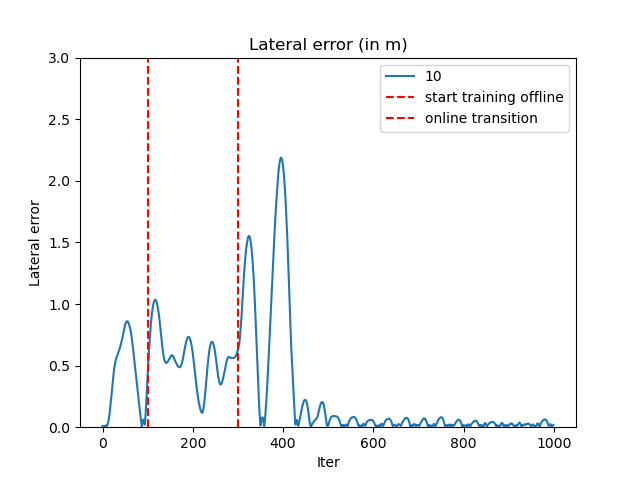 Lateral error (in m)
10
start training offline
online transition
3.0
2.5
2.0
1.5
1.0
0.5
0.0
Lateral error
0
200
400
600
800
1000
Iter